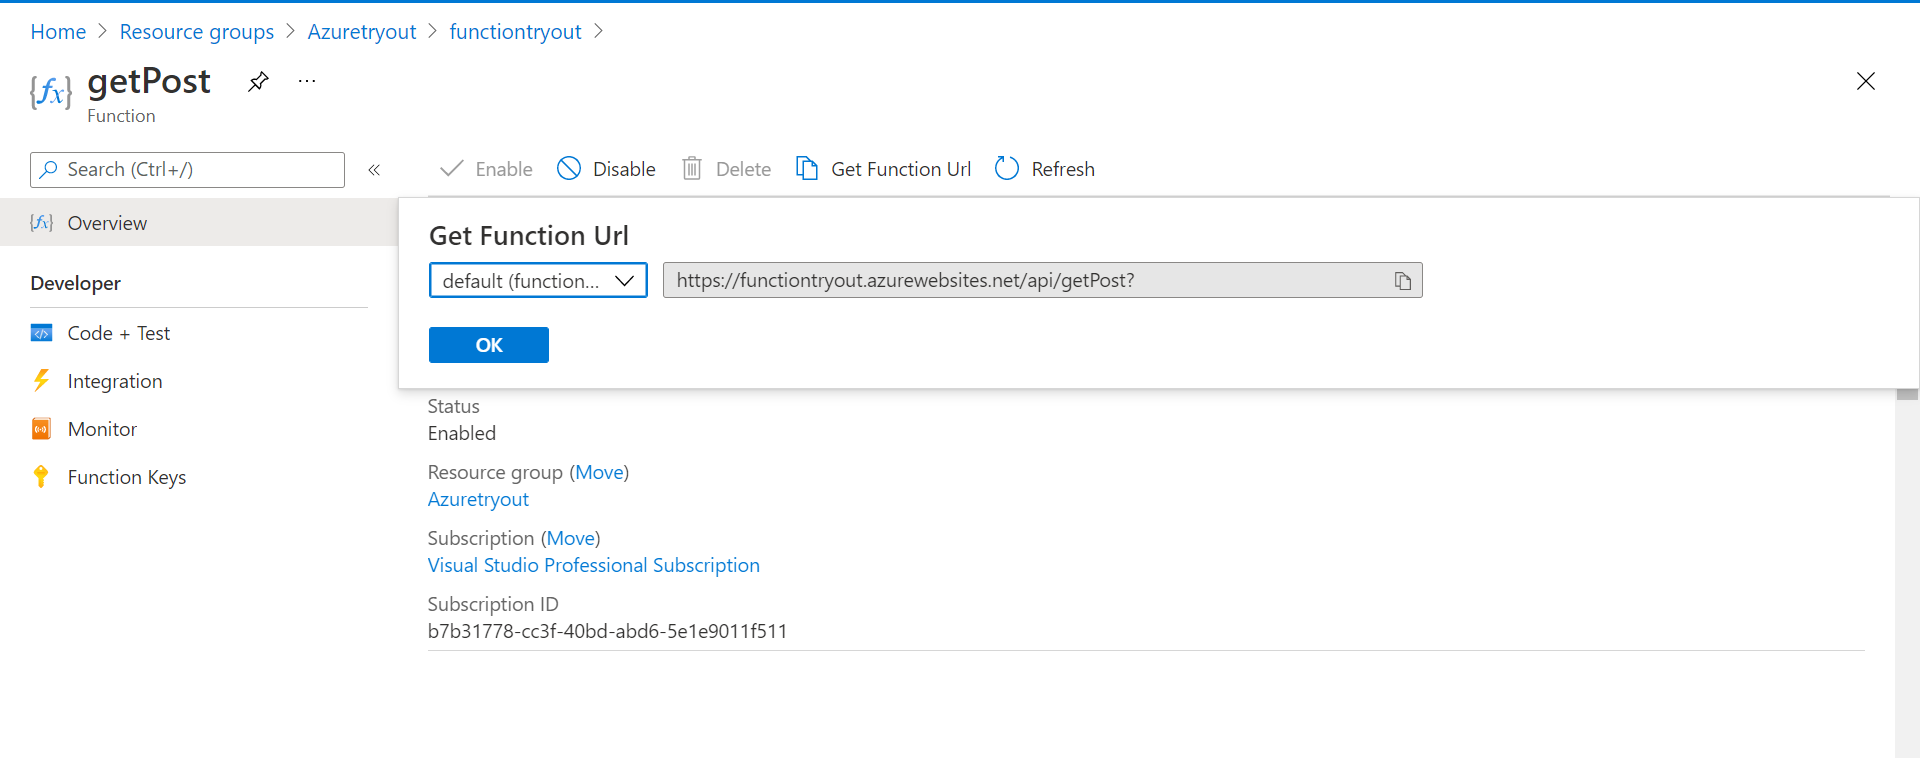 Home > Resource groups > Azuretryout > functiontryout >
getPost ...
Function
Search (Ctrl+/) «
Enable Disable Delete Get Function Url Refresh
Overview
Developer
Code + Test
Integration
Monitor
Function Keys
Get Function Url
default (function... https://functiontryout.azurewebsites.net/api/getPost?
OK
Status
Enabled
Resource group (Move)
Azuretryout
Subscription (Move)
Visual Studio Professional Subscription
Subscription ID
b7b31778-cc3f-40bd-abd6-5e1e9011f511